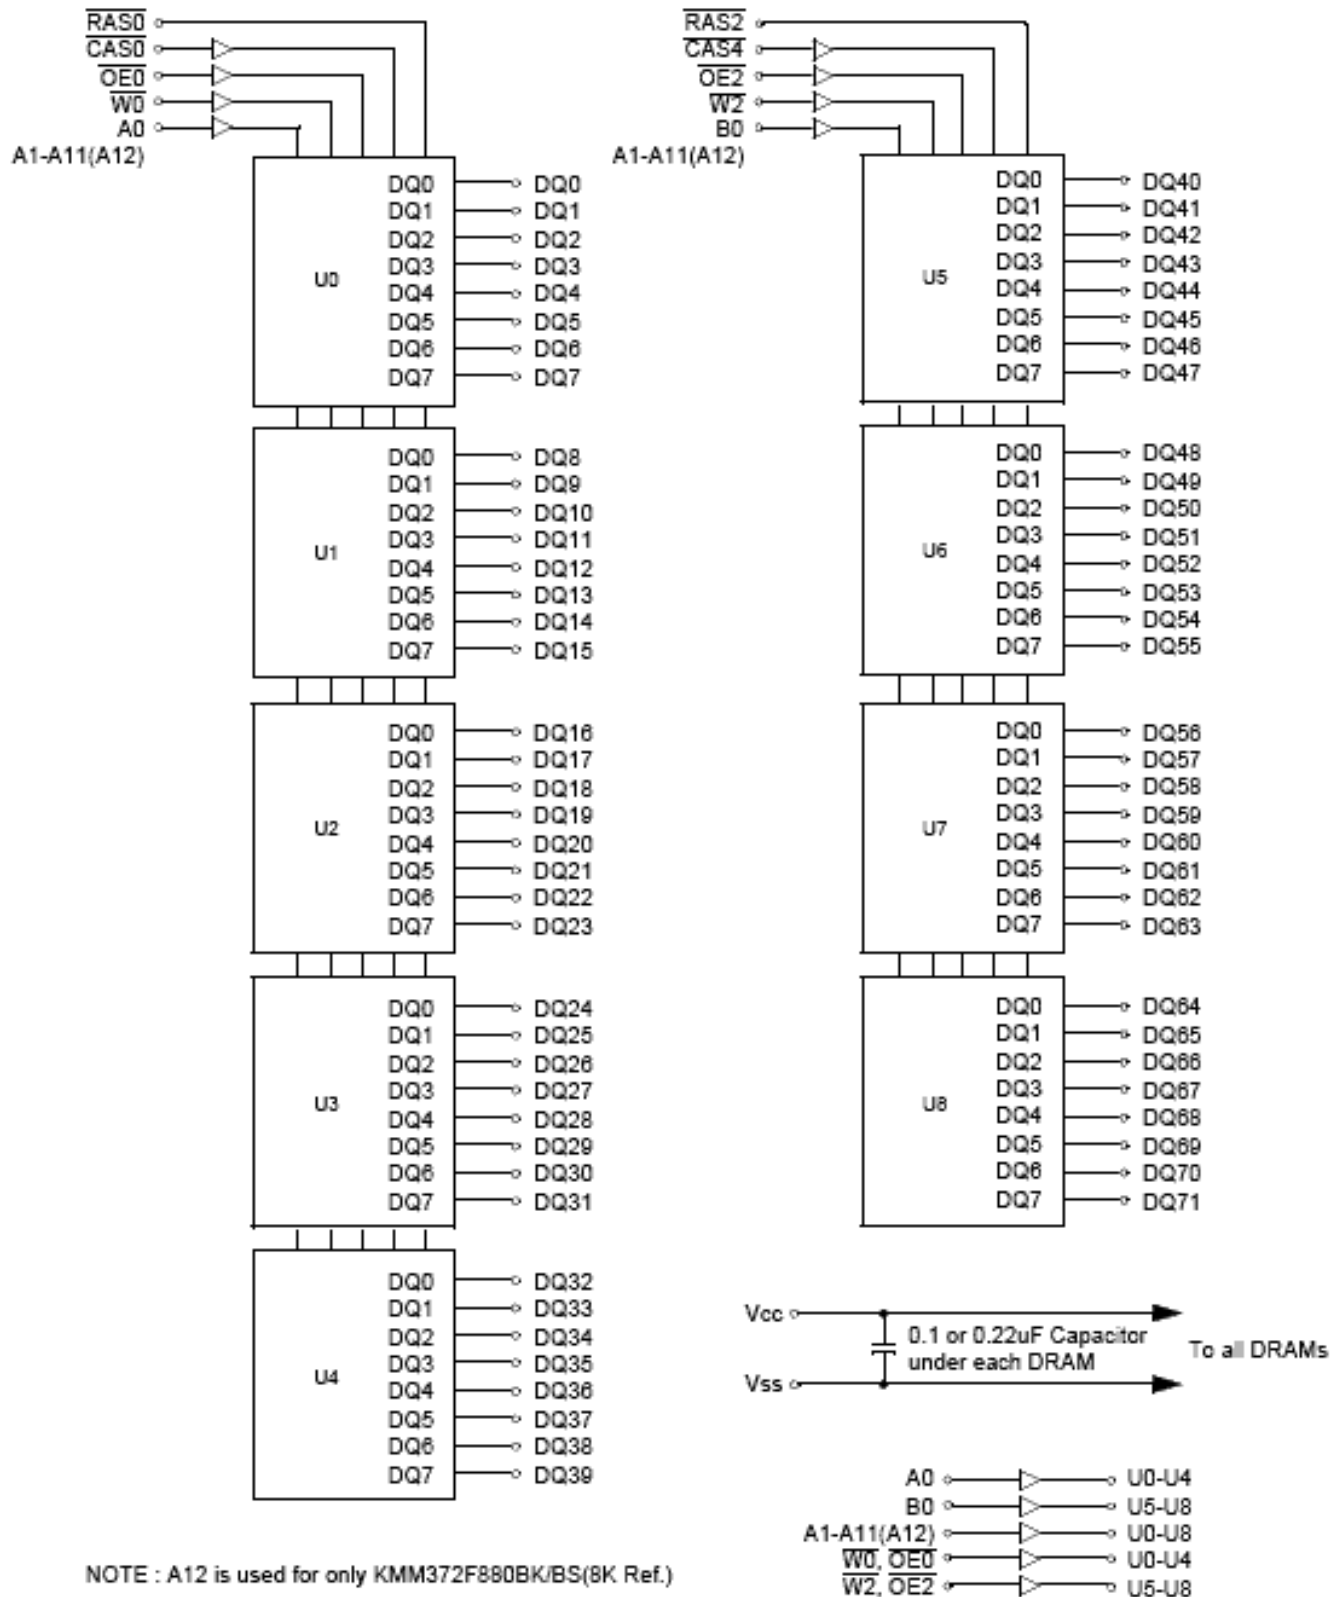 RAS0
CAS0
OE0
W0
A0
A1-A11(A12)
U0
DQ0 DQ0
DQ1 DQ1
DQ2 DQ2
DQ3 DQ3
DQ4 DQ4
DQ5 DQ5
DQ6 DQ6
DQ7 DQ7
U1
DQ0 DQ8
DQ1 DQ9
DQ2 DQ10
DQ3 DQ11
DQ4 DQ12
DQ5 DQ13
DQ6 DQ14
DQ7 DQ15
U2
DQ0 DQ16
DQ1 DQ17
DQ2 DQ18
DQ3 DQ19
DQ4 DQ20
DQ5 DQ21
DQ6 DQ22
DQ7 DQ23
U3
DQ0 DQ24
DQ1 DQ25
DQ2 DQ26
DQ3 DQ27
DQ4 DQ28
DQ5 DQ29
DQ6 DQ30
DQ7 DQ31
U4
DQ0 DQ32
DQ1 DQ33
DQ2 DQ34
DQ3 DQ35
DQ4 DQ36
DQ5 DQ37
DQ6 DQ38
DQ7 DQ39
RAS2
CAS4
OE2
W2
B0
A1-A11(A12)
U5
DQ0 DQ40
DQ1 DQ41
DQ2 DQ42
DQ3 DQ43
DQ4 DQ44
DQ5 DQ45
DQ6 DQ46
DQ7 DQ47
U6
DQ0 DQ48
DQ1 DQ49
DQ2 DQ50
DQ3 DQ51
DQ4 DQ52
DQ5 DQ53
DQ6 DQ54
DQ7 DQ55
U7
DQ0 DQ56
DQ1 DQ57
DQ2 DQ58
DQ3 DQ59
DQ4 DQ60
DQ5 DQ61
DQ6 DQ62
DQ7 DQ63
U8
DQ0 DQ64
DQ1 DQ65
DQ2 DQ66
DQ3 DQ67
DQ4 DQ68
DQ5 DQ69
DQ6 DQ70
DQ7 DQ71
Vcc
0.1 or 0.22uF Capacitor
under each DRAM
To all DRAMs
Vss
A0 U0-U4
B0 U5-U8
A1-A11(A12) U0-U8
W0, OE0 U0-U4
W2, OE2 U5-U8
NOTE : A12 is used for only KMM372F880BK/BS(8K Ref.)